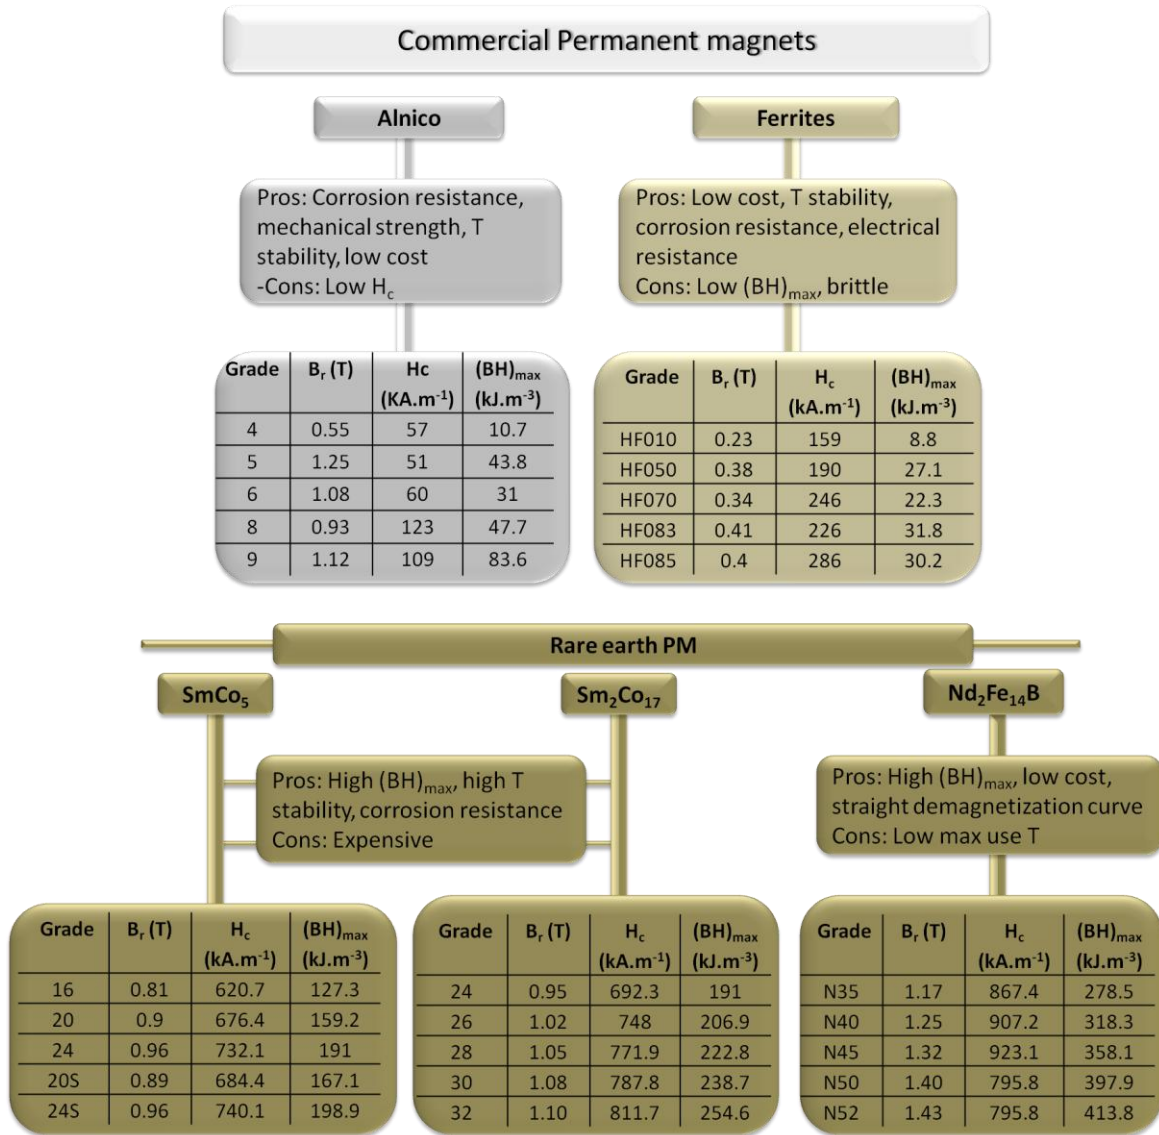 Commercial Permanent magnets
Alnico
Pros: Corrosion resistance,
mechanical strength, T
stability, low cost
-Cons: Low Hc
Grade Br (T) Hc (BH)max
(KA.m-1) (kJ.m-3)
4 0.55 57 10.7
5 1.25 51 43.8
6 1.08 60 31
8 0.93 123 47.7
9 1.12 109 83.6
Ferrites
Pros: Low cost, T stability,
corrosion resistance, electrical
resistance
Cons: Low (BH)max, brittle
Grade Br (T) Hc (BH)max
(kA.m-1) (kJ.m-3)
HF010 0.23 159 8.8
HF050 0.38 190 27.1
HF070 0.34 246 22.3
HF083 0.41 226 31.8
HF085 0.4 286 30.2
Rare earth PM
SmCo5
Sm2Co17
Nd2Fe14B
Pros: High (BH)max, high T
stability, corrosion resistance
Cons: Expensive
Pros: High (BH)max, low cost,
straight demagnetization curve
Cons: Low max use T
Grade Br (T) Hc (BH)max
(kA.m-1) (kJ.m-3)
16 0.81 620.7 127.3
20 0.9 676.4 159.2
24 0.96 732.1 191
20S 0.89 684.4 167.1
24S 0.96 740.1 198.9
Grade Br (T) Hc (BH)max
(kA.m-1) (kJ.m-3)
24 0.95 692.3 191
26 1.02 748 206.9
28 1.05 771.9 222.8
30 1.08 787.8 238.7
32 1.10 811.7 254.6
Grade Br (T) Hc (BH)max
(kA.m-1) (kJ.m-3)
N35 1.17 867.4 278.5
N40 1.25 907.2 318.3
N45 1.32 923.1 358.1
N50 1.40 795.8 397.9
N52 1.43 795.8 413.8